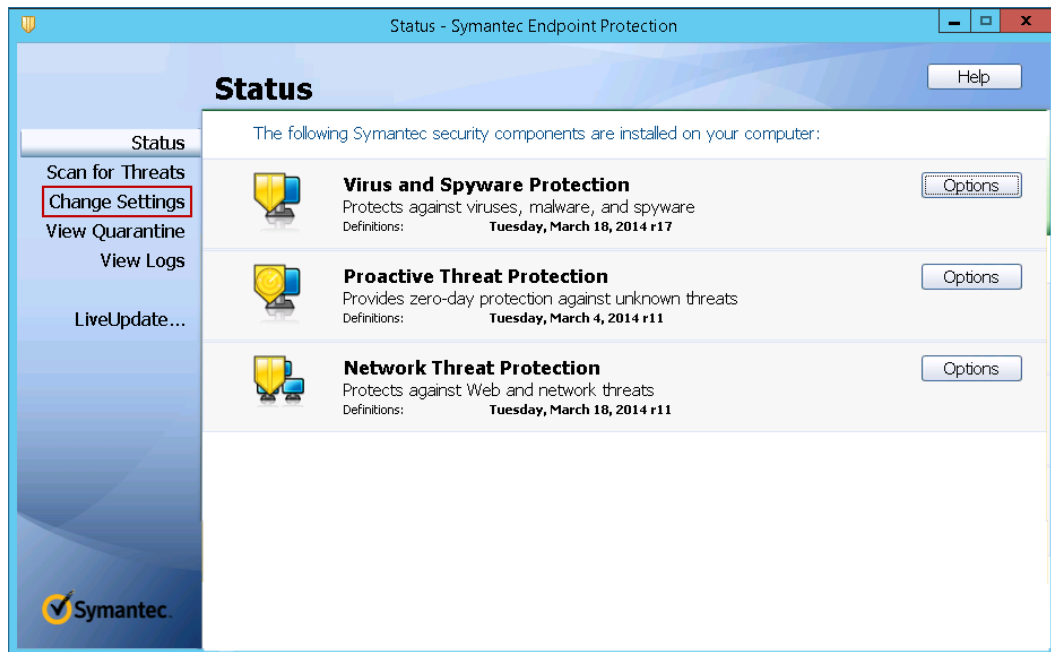 Status - Symantec Endpoint Protection
Status
Help
Status
Scan for Threats
Change Settings
View Quarantine
View Logs
LiveUpdate...
The following Symantec security components are installed on your computer:
Virus and Spyware Protection
Protects against viruses, malware, and spyware
Definitions: Tuesday, March 18, 2014 r17
Options
Proactive Threat Protection
Provides zero-day protection against unknown threats
Definitions: Tuesday, March 4, 2014 r11
Options
Network Threat Protection
Protects against Web and network threats
Definitions: Tuesday, March 18, 2014 r11
Options
Symantec.